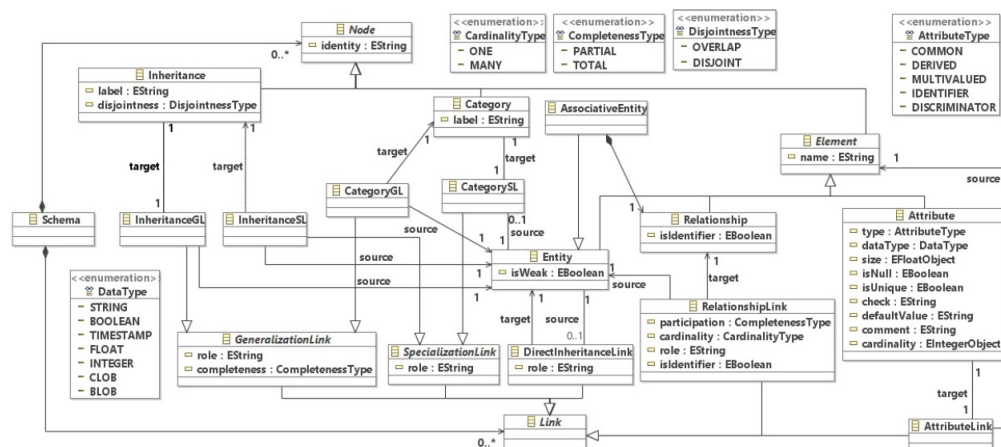 Node
identity : EString
0..*
<<enumeration>>
CardinalityType
ONE
MANY
<<enumeration>>
CompletenessType
PARTIAL
TOTAL
<<enumeration>>
DisjointnessType
OVERLAP
DISJOINT
<<enumeration>>
AttributeType
COMMON
DERIVED
MULTIVALUED
IDENTIFIER
DISCRIMINATOR
Inheritance
label : EString
disjointness : DisjointnessType
Category
label : EString
AssociativeEntity
Element
name : EString
1
1
1
1
1
target
target
target
target
source
1
1
CategoryGL
CategorySL
Schema
InheritanceGL
InheritanceSL
0..1
source
source
1
1
1
Relationship
isIdentifier : EBoolean
Attribute
type : AttributeType
dataType : DataType
size : EFloatObject
isNull : EBoolean
isUnique : EBoolean
check : EString
defaultValue : EString
comment : EString
cardinality : EIntegerObject
Entity
isWeak : EBoolean
source
source
1
1
1
1
1
1
source
target
<<enumeration>>
DataType
STRING
BOOLEAN
TIMESTAMP
FLOAT
INTEGER
CLOB
BLOB
target
source
0..1
RelationshipLink
participation : CompletenessType
cardinality : CardinalityType
role : EString
isIdentifier : EBoolean
GeneralizationLink
role : EString
completeness : CompletenessType
SpecializationLink
role : EString
DirectInheritanceLink
role : EString
1
target
1
Link
0..*
AttributeLink